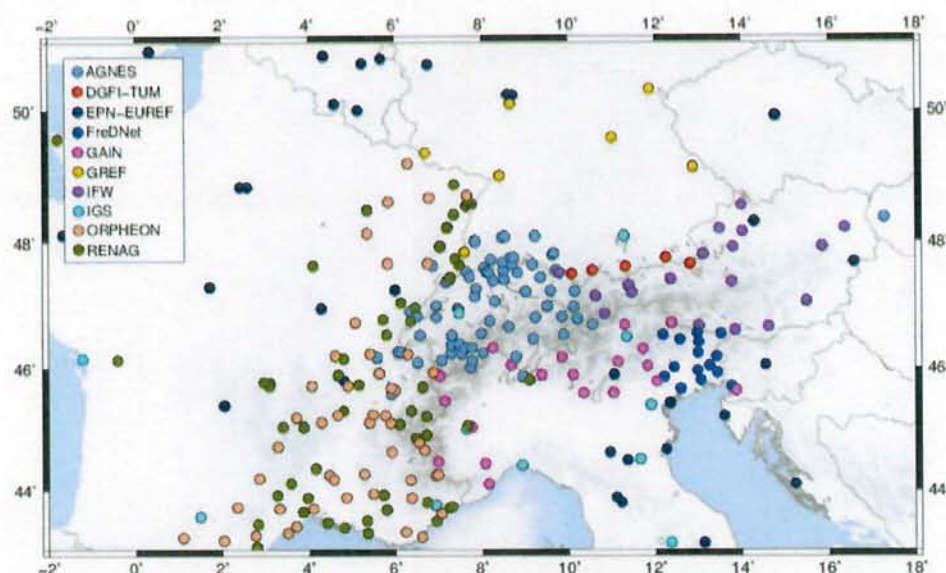 −2˚ 0˚ 2˚ 4˚ 6˚ 8˚ 10˚ 12˚ 14˚ 16˚ 18˚
AGNES
DGFI−TUM
EPN−EUREF
FreDNet
GAIN
GREF
IFW
IGS
ORPHEON
RENAG
50˚ 50˚
48˚ 48˚
46˚ 46˚
44˚ 44˚
−2˚ 0˚ 2˚ 4˚ 6˚ 8˚ 10˚ 12˚ 14˚ 16˚ 18˚